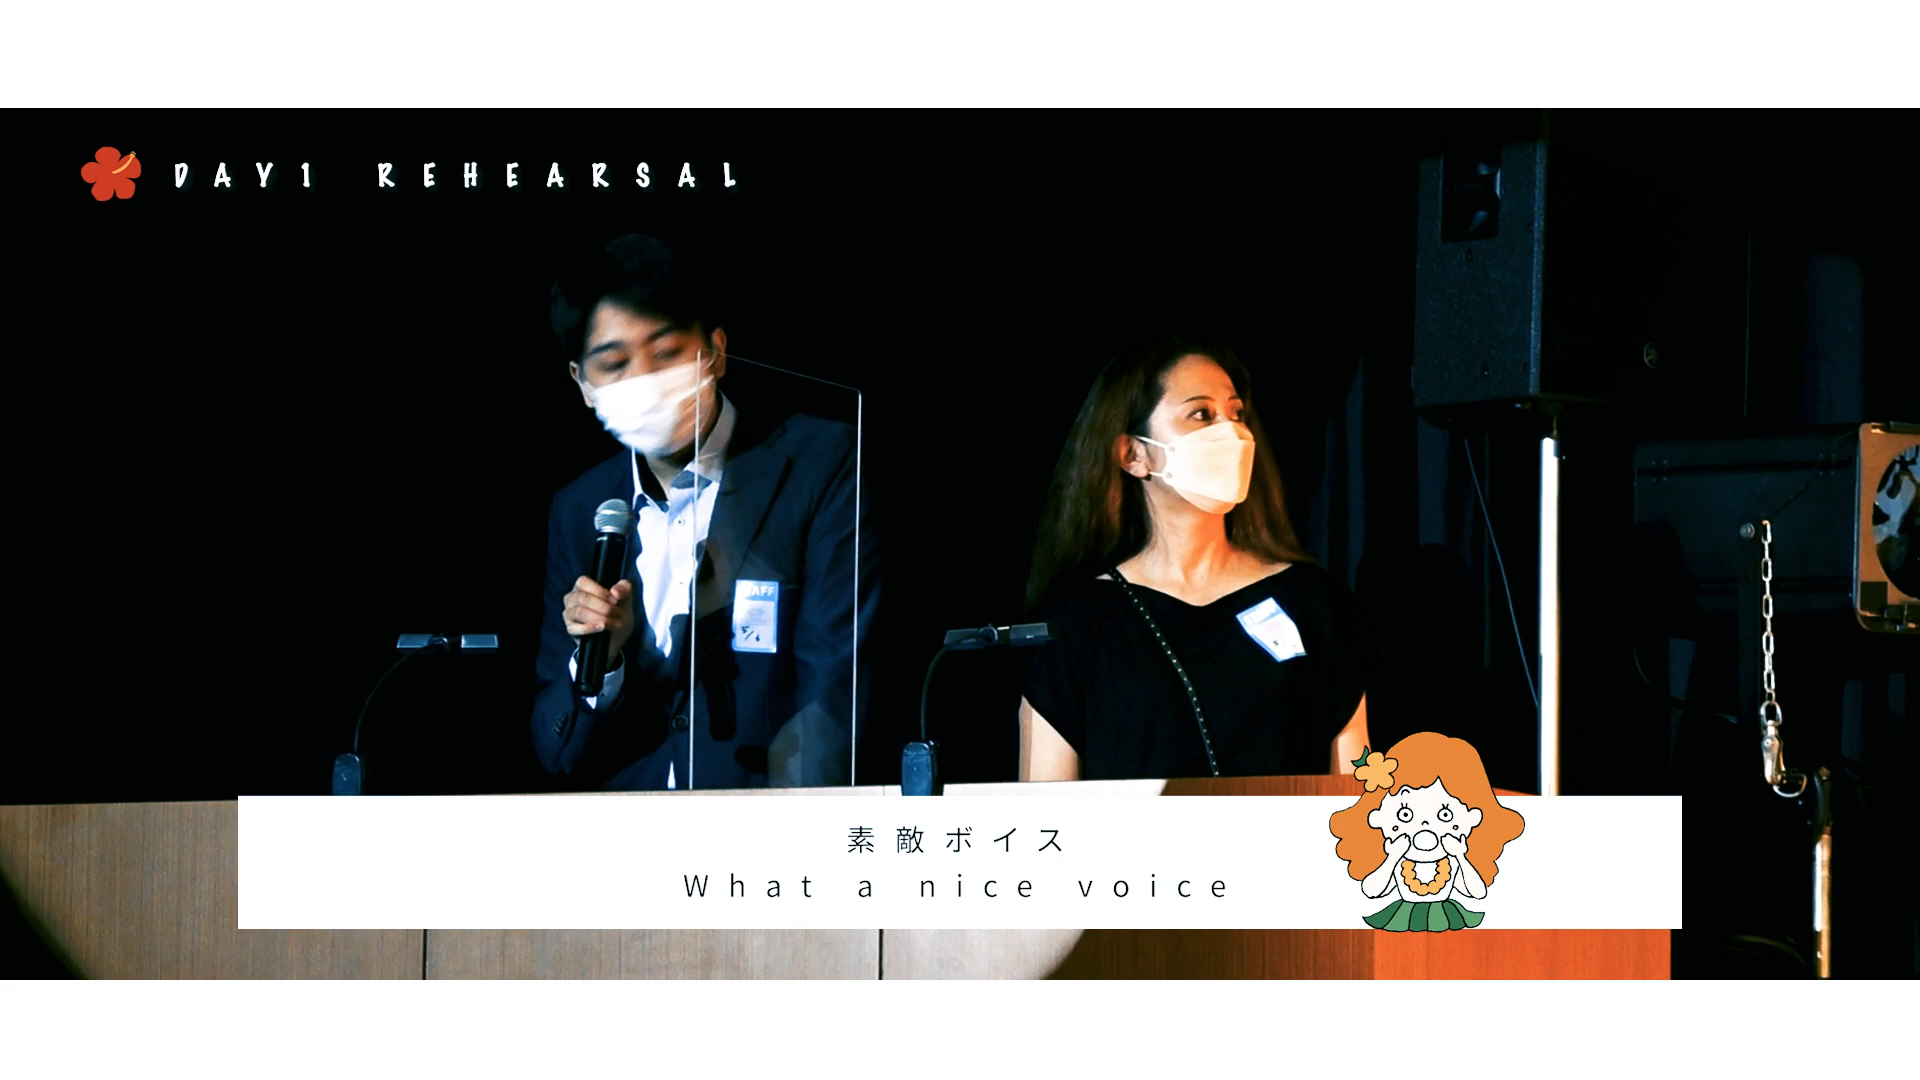 DAY1 REHEARSAL
素敵ボイス
What a nice voice